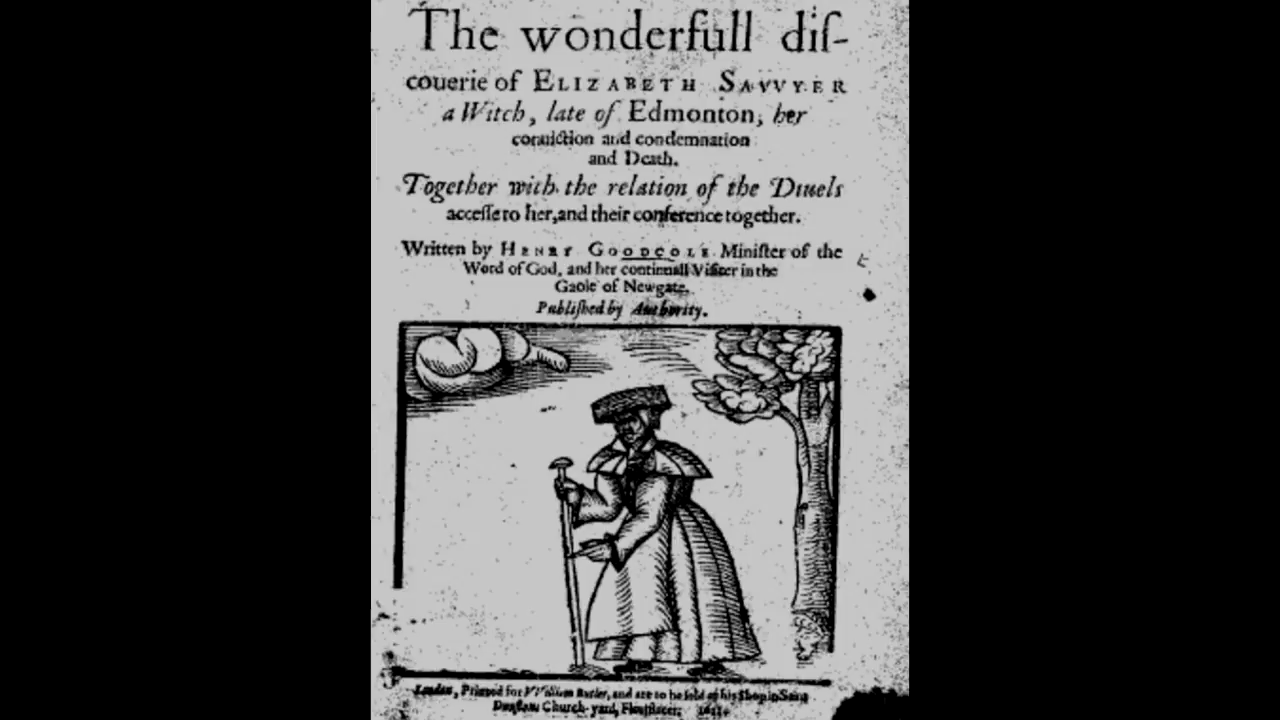 The wonderfull diſ-
couerie of ELIZABETH SAVVYER
a Witch, late of Edmonton, her
conuiction and condemnation
and Death.
Together with the relation of the Diuels
acceſſe to her, and their conference together.
Written by HENRY GOODCOLE Miniſter of the
Word of God, and her continuall Viſiter in the
Gaole of Newgate.
Publiſhed by Authority.
London, Printed for VVilliam Butler, and are to be ſold at his Shop in Saint
Dunſtons Church-yard, Fleetſtreet, 1621.